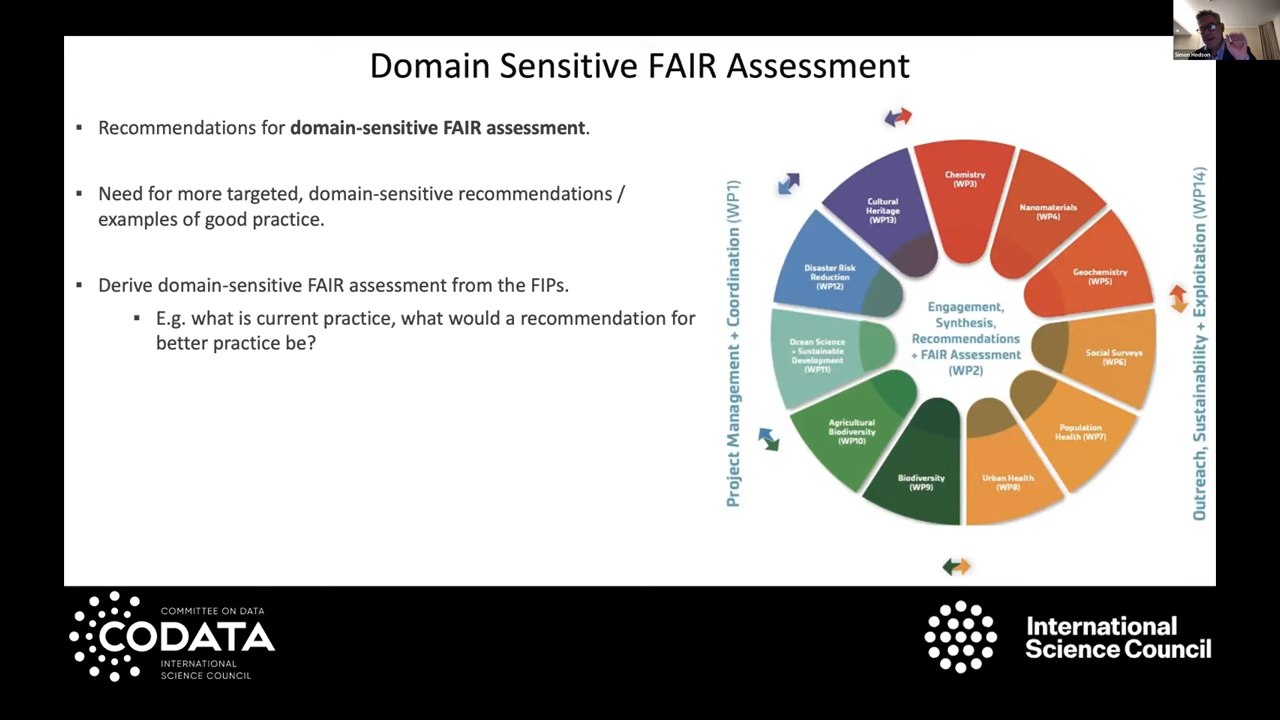 Simon Hodson
Domain Sensitive FAIR Assessment
▪ Recommendations for domain-sensitive FAIR assessment.
▪ Need for more targeted, domain-sensitive recommendations /
examples of good practice.
▪ Derive domain-sensitive FAIR assessment from the FIPs.
▪ E.g. what is current practice, what would a recommendation for
better practice be?
Project Management + Coordination (WP1)
Chemistry
(WP3)
Nanomaterials
(WP4)
Geochemistry
(WP5)
Social Surveys
(WP6)
Population
Health (WP7)
Urban Health
(WP8)
Biodiversity
(WP9)
Agricultural
Biodiversity
(WP10)
Ocean Science
+ Sustainable
Development
(WP11)
Disaster Risk
Reduction
(WP12)
Cultural
Heritage
(WP13)
Engagement,
Synthesis,
Recommendations
+ FAIR Assessment
(WP2)
Outreach, Sustainability + Exploitation (WP14)
COMMITTEE ON DATA
CODATA
INTERNATIONAL
SCIENCE COUNCIL
International
Science Council